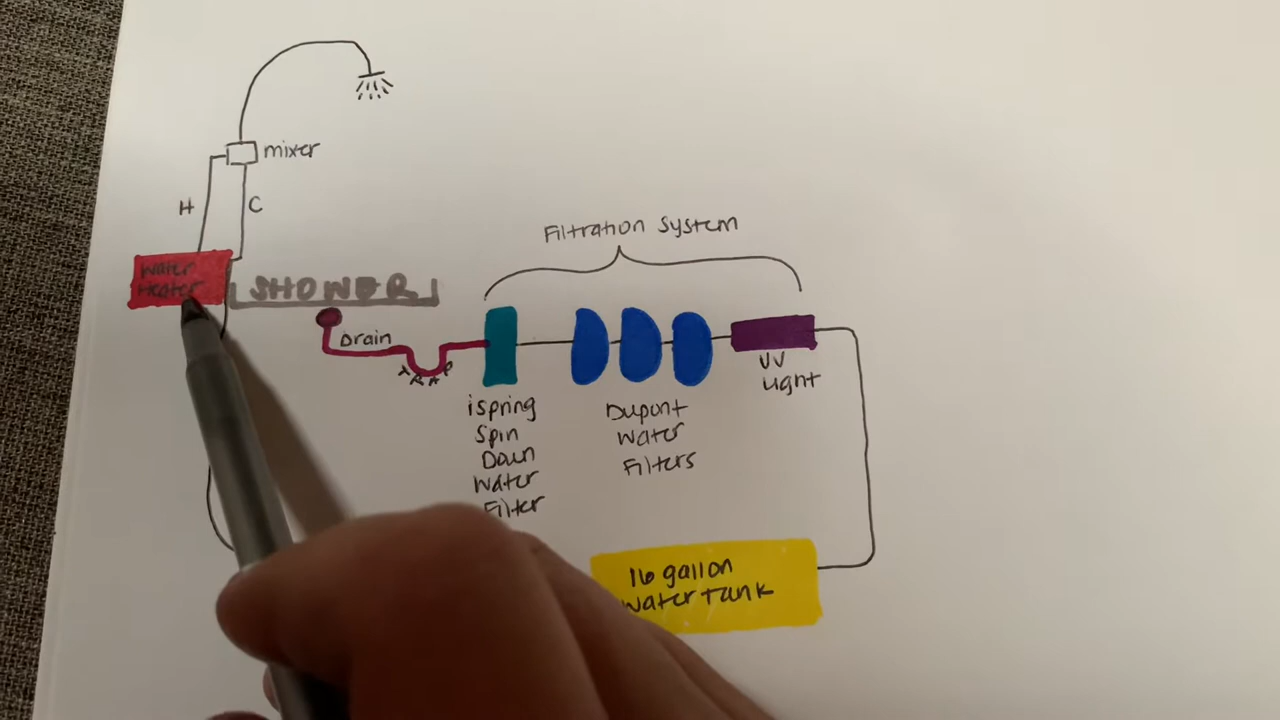 mixer
H
C
Filtration System
Water
Heater
SHOWER
Drain
TRAP
UV
Light
ispring
Spin
Down
Water
Filter
Dupont
Water
Filters
16 gallon
water tank